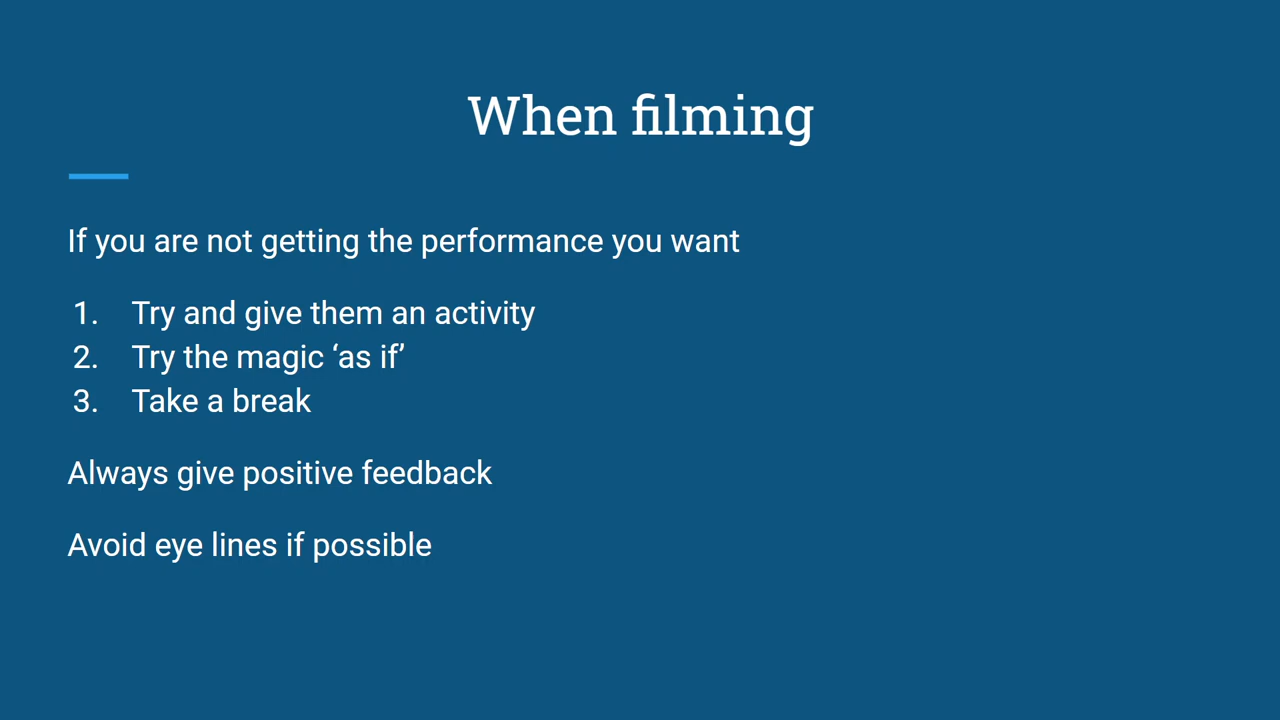 When filming
If you are not getting the performance you want
1. Try and give them an activity
2. Try the magic ‘as if’
3. Take a break
Always give positive feedback
Avoid eye lines if possible